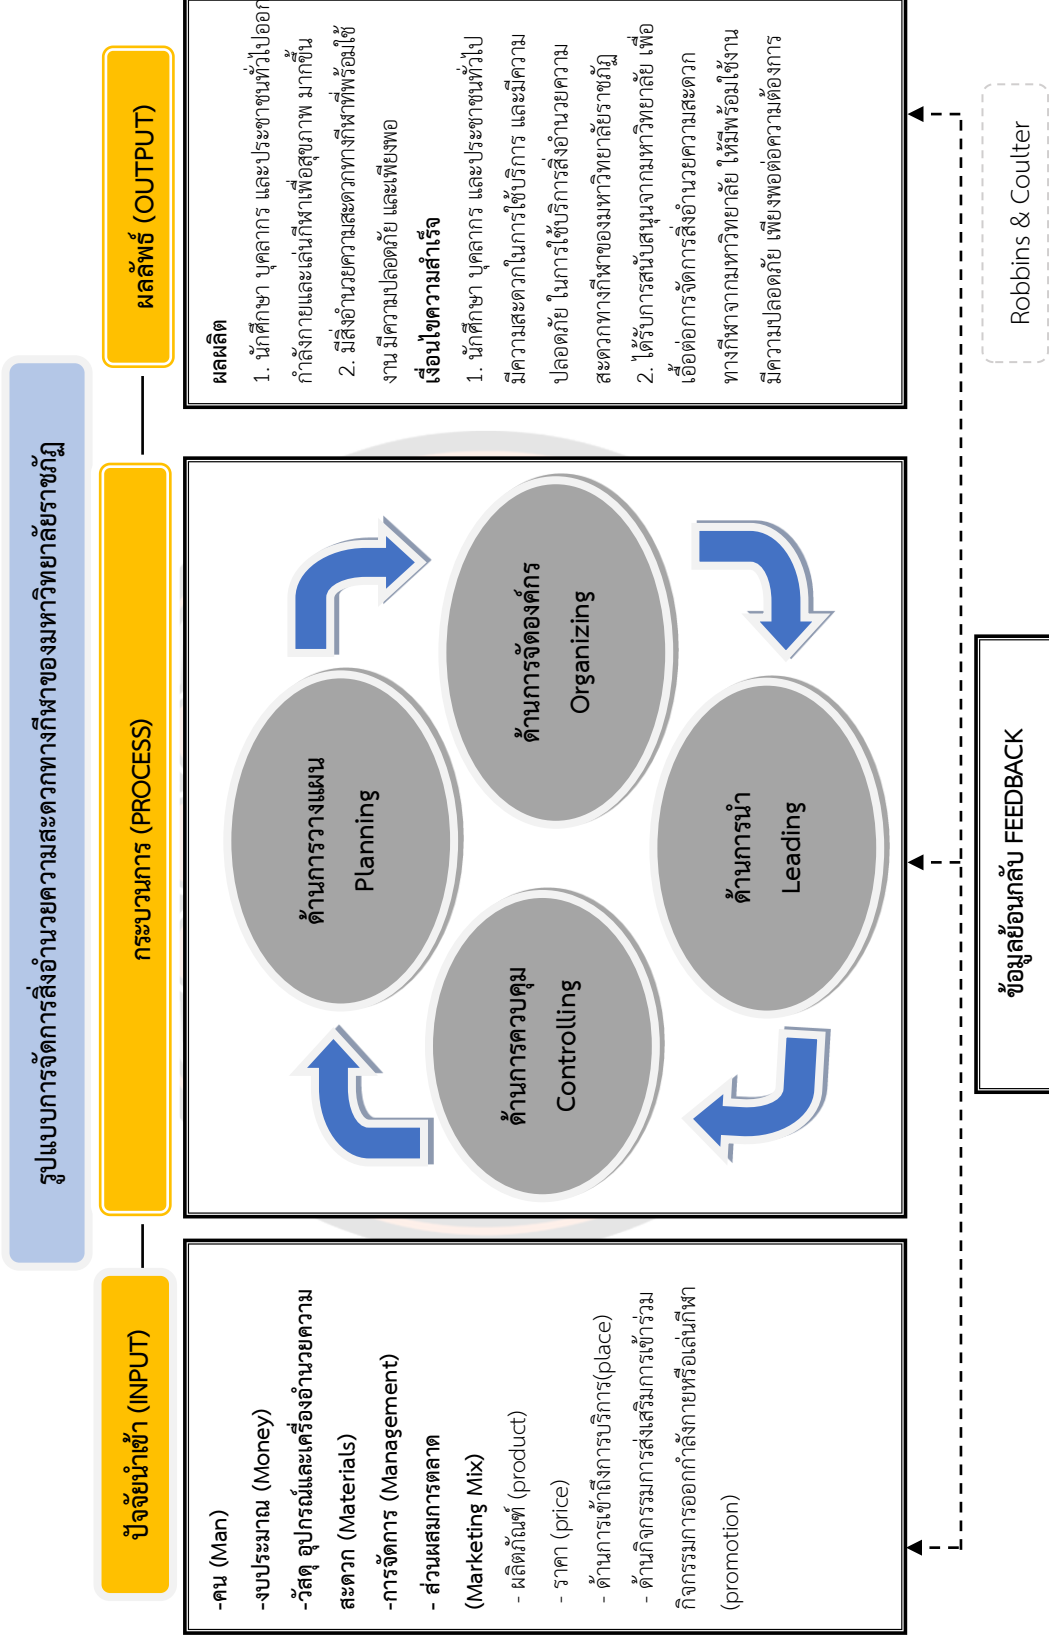 รูปแบบการจัดการสิ่งอำนวยความสะดวกทางกีฬาของมหาวิทยาลัยราชภัฏ
ปัจจัยนำเข้า (INPUT)
กระบวนการ (PROCESS)
ผลลัพธ์ (OUTPUT)
-คน (Man)
-งบประมาณ (Money)
-วัสดุ อุปกรณ์และเครื่องอำนวยความ
สะดวก (Materials)
-การจัดการ (Management)
- ส่วนผสมการตลาด
(Marketing Mix)
- ผลิตภัณฑ์ (product)
- ราคา (price)
- ด้านการเข้าถึงการบริการ(place)
- ด้านกิจกรรมการส่งเสริมการเข้าร่วม
กิจกรรมการออกกำลังกายหรือเล่นกีฬา
(promotion)
ด้านการวางแผน
Planning
ด้านการจัดองค์กร
Organizing
ด้านการนำ
Leading
ด้านการควบคุม
Controlling
ผลผลิต
1. นักศึกษา บุคลากร และประชาชนทั่วไปออก
กำลังกายและเล่นกีฬาเพื่อสุขภาพ มากขึ้น
2. มีสิ่งอำนวยความสะดวกทางกีฬาที่พร้อมใช้
งาน มีความปลอดภัย และเพียงพอ
เงื่อนไขความสำเร็จ
1. นักศึกษา บุคลากร และประชาชนทั่วไป
มีความสะดวกในการใช้บริการ และมีความ
ปลอดภัย ในการใช้บริการสิ่งอำนวยความ
สะดวกทางกีฬาของมหาวิทยาลัยราชภัฏ
2. ได้รับการสนับสนุนจากมหาวิทยาลัย เพื่อ
เอื้อต่อการจัดการสิ่งอำนวยความสะดวก
ทางกีฬาจากมหาวิทยาลัย ให้มีพร้อมใช้งาน
มีความปลอดภัย เพียงพอต่อความต้องการ
ข้อมูลย้อนกลับ FEEDBACK
Robbins & Coulter